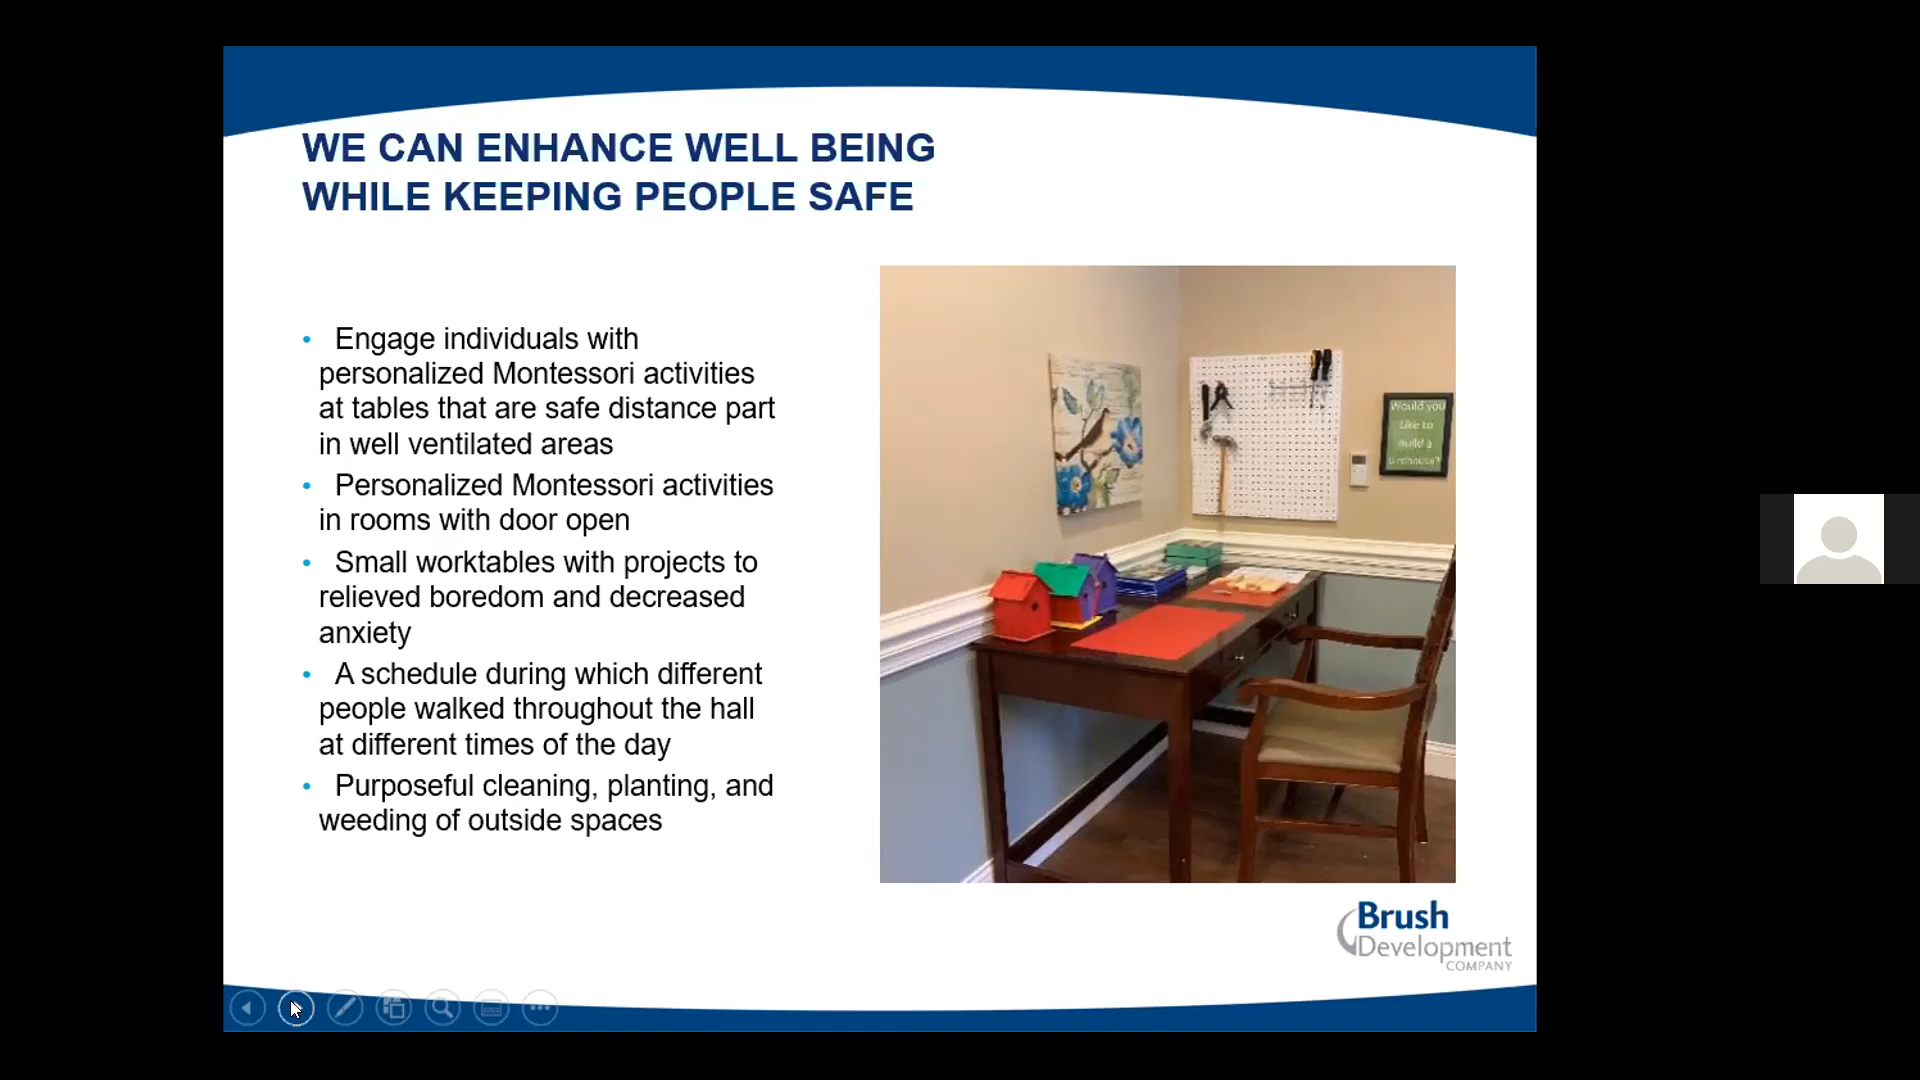 WE CAN ENHANCE WELL BEING
WHILE KEEPING PEOPLE SAFE
• Engage individuals with
personalized Montessori activities
at tables that are safe distance part
in well ventilated areas
• Personalized Montessori activities
in rooms with door open
• Small worktables with projects to
relieved boredom and decreased
anxiety
• A schedule during which different
people walked throughout the hall
at different times of the day
• Purposeful cleaning, planting, and
weeding of outside spaces
Would you
like to
Build a
birdhouse?
Brush
Development
COMPANY